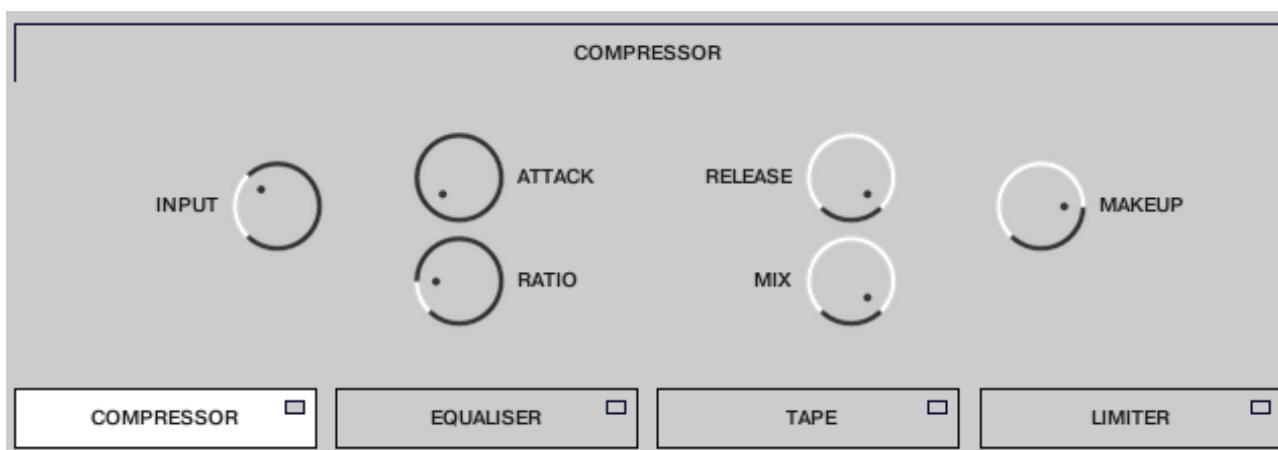 COMPRESSOR
INPUT
ATTACK
RATIO
RELEASE
MIX
MAKEUP
COMPRESSOR
EQUALISER
TAPE
LIMITER